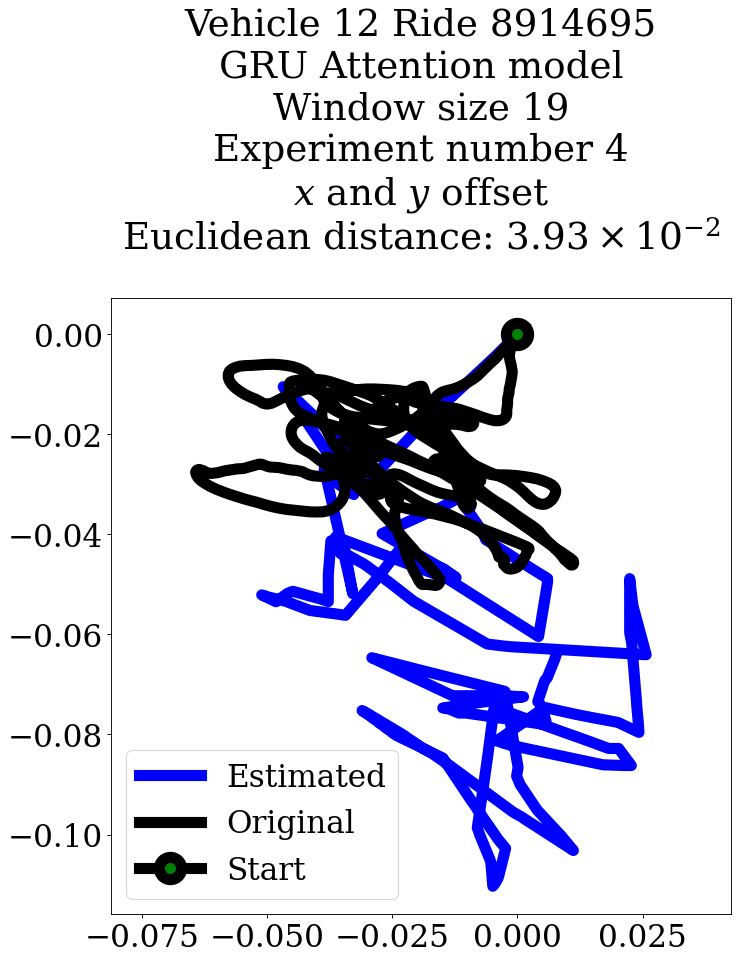 Vehicle 12 Ride 8914695
GRU Attention model
Window size 19
Experiment number 4
x and y offset
Euclidean distance: 3.93 × 10⁻²
0.00
−0.02
−0.04
−0.06
−0.08
−0.10
Estimated
Original
Start
−0.075 −0.050 −0.025 0.000 0.025